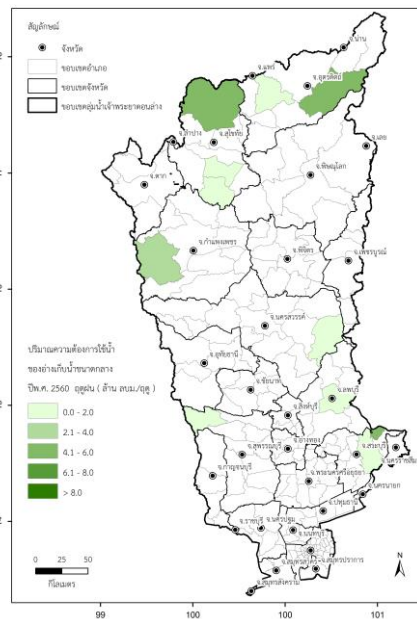 สัญลักษณ์
จังหวัด
ขอบเขตอำเภอ
ขอบเขตจังหวัด
ขอบเขตลุ่มน้ำเจ้าพระยาตอนล่าง
จ.น่าน
จ.แพร่
จ.อุตรดิตถ์
จ.ลำปาง
จ.สุโขทัย
จ.เลย
จ.ตาก
จ.พิษณุโลก
จ.กำแพงเพชร
จ.พิจิตร
จ.เพชรบูรณ์
จ.นครสวรรค์
จ.อุทัยธานี
จ.ชัยนาท
จ.ลพบุรี
จ.สิงห์บุรี
จ.สุพรรณบุรี
จ.อ่างทอง
จ.สระบุรี
จ.นครราชสีมา
จ.กาญจนบุรี
จ.พระนครศรีอยุธยา
จ.นครนายก
จ.ปทุมธานี
จ.ราชบุรี
จ.นครปฐม
จ.นนทบุรี
จ.สมุทรสาคร
จ.สมุทรปราการ
จ.สมุทรสงคราม
ปริมาณความต้องการใช้น้ำ
ของอ่างเก็บน้ำขนาดกลาง
ปีพ.ศ. 2560 ฤดูฝน ( ล้าน ลบม./ฤดู )
0.0 - 2.0
2.1 - 4.0
4.1 - 6.0
6.1 - 8.0
> 8.0
0 25 50
กิโลเมตร
N
99 100 100 101